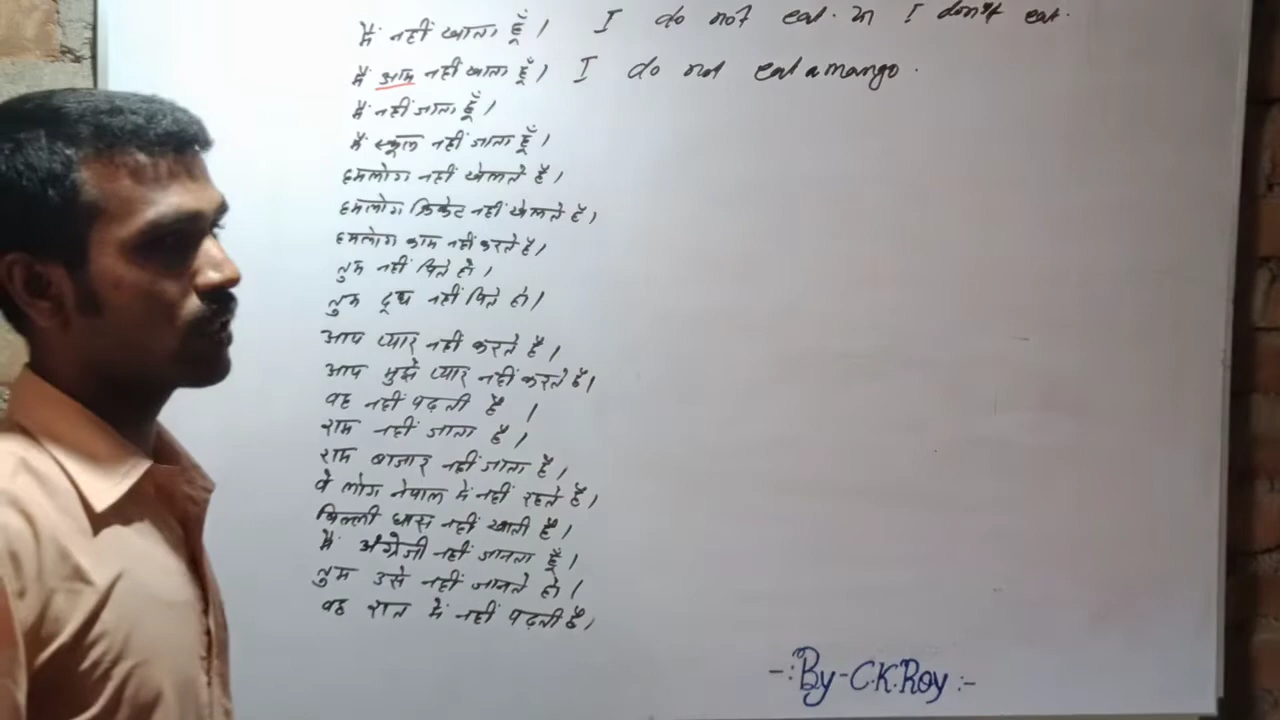 मैं नहीं खाता हूँ। I do not eat. या I don't eat.
मैं आम नहीं खाता हूँ। I do not eat a mango.
मैं नहीं जाता हूँ।
मैं स्कूल नहीं जाता हूँ।
हमलोग नहीं खेलते हैं।
हमलोग क्रिकेट नहीं खेलते हैं।
हमलोग काम नहीं करते हैं।
तुम नहीं पिते हो।
तुम दूध नहीं पिते हो।
आप प्यार नहीं करते हैं।
आप मुझे प्यार नहीं करते हैं।
वह नहीं पढ़ती है।
राम नहीं जाता है।
राम बाजार नहीं जाता है।
वे लोग नेपाल में नहीं रहते हैं।
बिल्ली घास नहीं खाती है।
मैं अंग्रेजी नहीं जानता हूँ।
तुम उसे नहीं जानते हो।
वह रात में नहीं पढ़ती है।
-:By-C.K.Roy:-